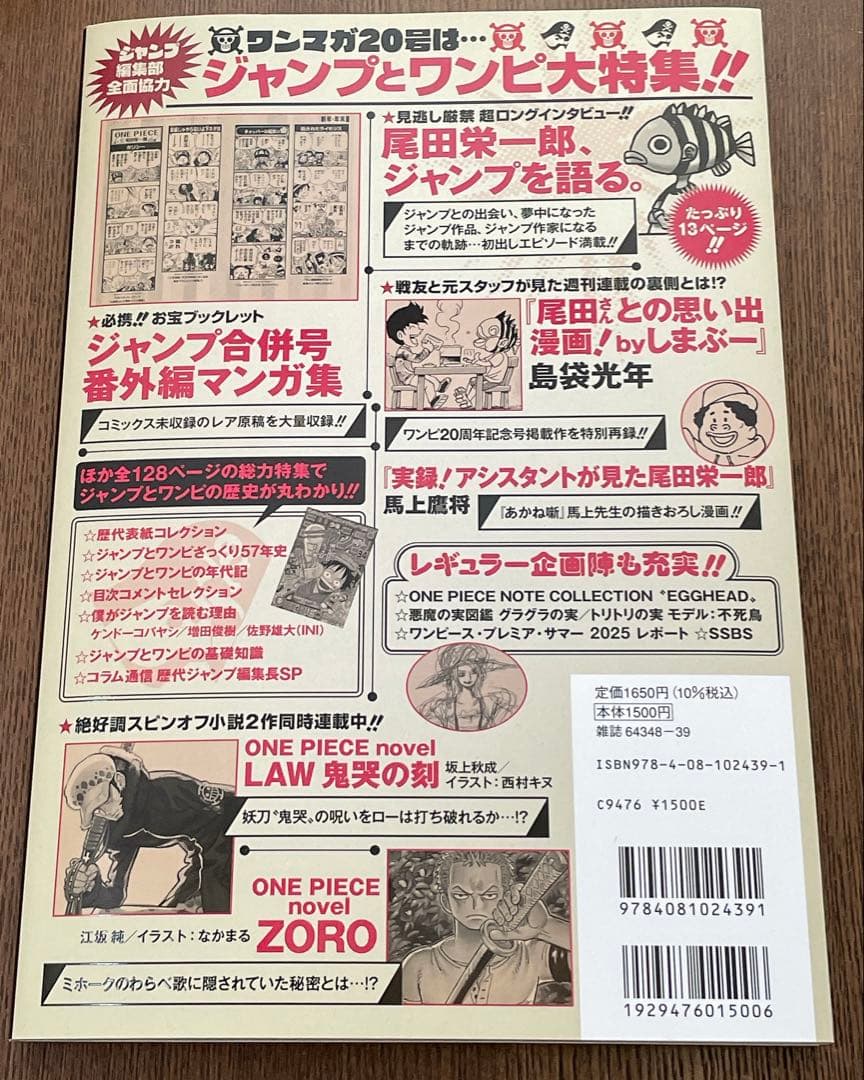 ジャンプ
編集部
全面協力
ワンマガ20号は…
ジャンプとワンピ大特集!!
ONE PIECE
★見逃し厳禁 超ロングインタビュー!!
尾田栄一郎、
ジャンプを語る。
ジャンプとの出会い、夢中になった
ジャンプ作品、ジャンプ作家になる
までの軌跡…初出しエピソード満載!!
たっぷり
13ページ
!!
★必携!! お宝ブックレット
ジャンプ合併号
番外編マンガ集
コミックス未収録のレア原稿を大量収録!!
★戦友と元スタッフが見た週刊連載の裏側とは!?
『尾田さんとの思い出
漫画!byしまぶー』
島袋光年
ワンピ20周年記念号掲載作を特別再録!!
『実録!アシスタントが見た尾田栄一郎』
馬上鷹将
『あかね噺』馬上先生の描きおろし漫画!!
ほか全128ページの総力特集で
ジャンプとワンピの歴史が丸わかり!!
☆歴代表紙コレクション
☆ジャンプとワンピざっくり57年史
☆ジャンプとワンピの年代記
☆目次コメントセレクション
☆僕がジャンプを読む理由
ケンドーコバヤシ/増田俊樹/佐野雄大(INI)
☆ジャンプとワンピの基礎知識
☆コラム通信 歴代ジャンプ編集長SP
レギュラー企画陣も充実!!
☆ONE PIECE NOTE COLLECTION〝EGGHEAD〟
☆悪魔の実図鑑 グラグラの実/トリトリの実 モデル:不死鳥
☆ワンピース・プレミア・サマー 2025 レポート ☆SSBS
★絶好調スピンオフ小説2作同時連載中!!
ONE PIECE novel
LAW 鬼哭の刻
坂上秋成/
イラスト:西村キヌ
妖刀〝鬼哭〟の呪いをローは打ち破れるか…!?
ONE PIECE
novel
ZORO
江坂 純/イラスト:なかまる
ミホークのわらべ歌に隠されていた秘密とは…!?
定価1650円(10%税込)
本体1500円
雑誌 64348-39
ISBN978-4-08-102439-1
C9476 ¥1500E
9784081024391
1929476015006